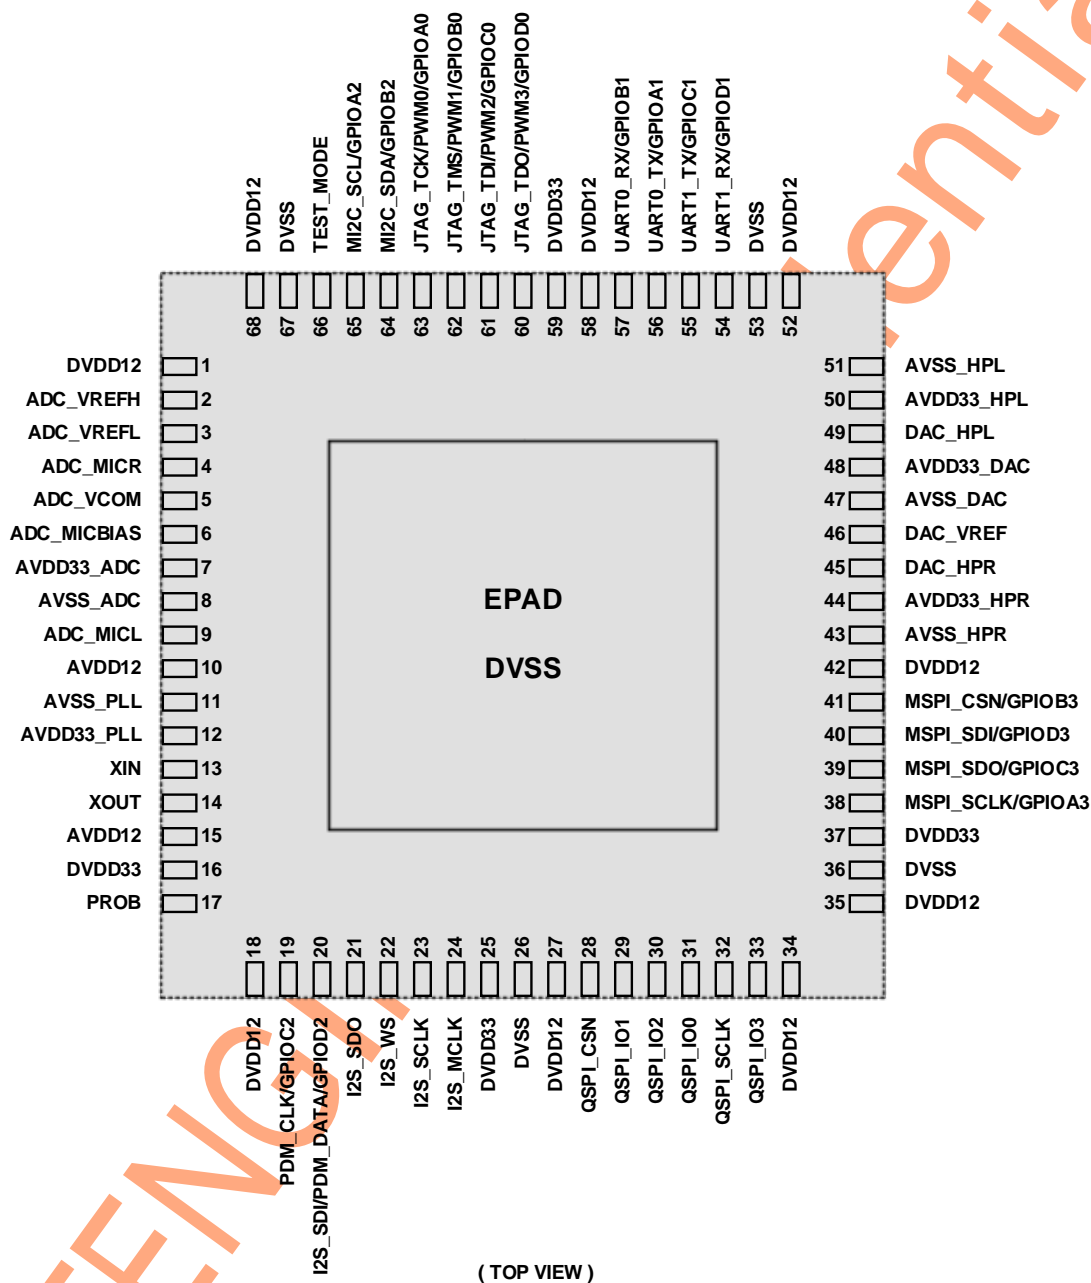 DVDD12
DVSS
TEST_MODE
MI2C_SCL/GPIOA2
MI2C_SDA/GPIOB2
JTAG_TCK/PWM0/GPIOA0
JTAG_TMS/PWM1/GPIOB0
JTAG_TDI/PWM2/GPIOC0
JTAG_TDO/PWM3/GPIOD0
DVDD33
DVDD12
UART0_RX/GPIOB1
UART0_TX/GPIOA1
UART1_TX/GPIOC1
UART1_RX/GPIOD1
DVSS
DVDD12
68 67 66 65 64 63 62 61 60 59 58 57 56 55 54 53 52
DVDD12 1
ADC_VREFH 2
ADC_VREFL 3
ADC_MICR 4
ADC_VCOM 5
ADC_MICBIAS 6
AVDD33_ADC 7
AVSS_ADC 8
ADC_MICL 9
AVDD12 10
AVSS_PLL 11
AVDD33_PLL 12
XIN 13
XOUT 14
AVDD12 15
DVDD33 16
PROB 17
EPAD
DVSS
51 AVSS_HPL
50 AVDD33_HPL
49 DAC_HPL
48 AVDD33_DAC
47 AVSS_DAC
46 DAC_VREF
45 DAC_HPR
44 AVDD33_HPR
43 AVSS_HPR
42 DVDD12
41 MSPI_CSN/GPIOB3
40 MSPI_SDI/GPIOD3
39 MSPI_SDO/GPIOC3
38 MSPI_SCLK/GPIOA3
37 DVDD33
36 DVSS
35 DVDD12
18 19 20 21 22 23 24 25 26 27 28 29 30 31 32 33 34
DVDD12
PDM_CLK/GPIOC2
I2S_SDI/PDM_DATA/GPIOD2
I2S_SDO
I2S_WS
I2S_SCLK
I2S_MCLK
DVDD33
DVSS
DVDD12
QSPI_CSN
QSPI_IO1
QSPI_IO2
QSPI_IO0
QSPI_SCLK
QSPI_IO3
DVDD12
( TOP VIEW )